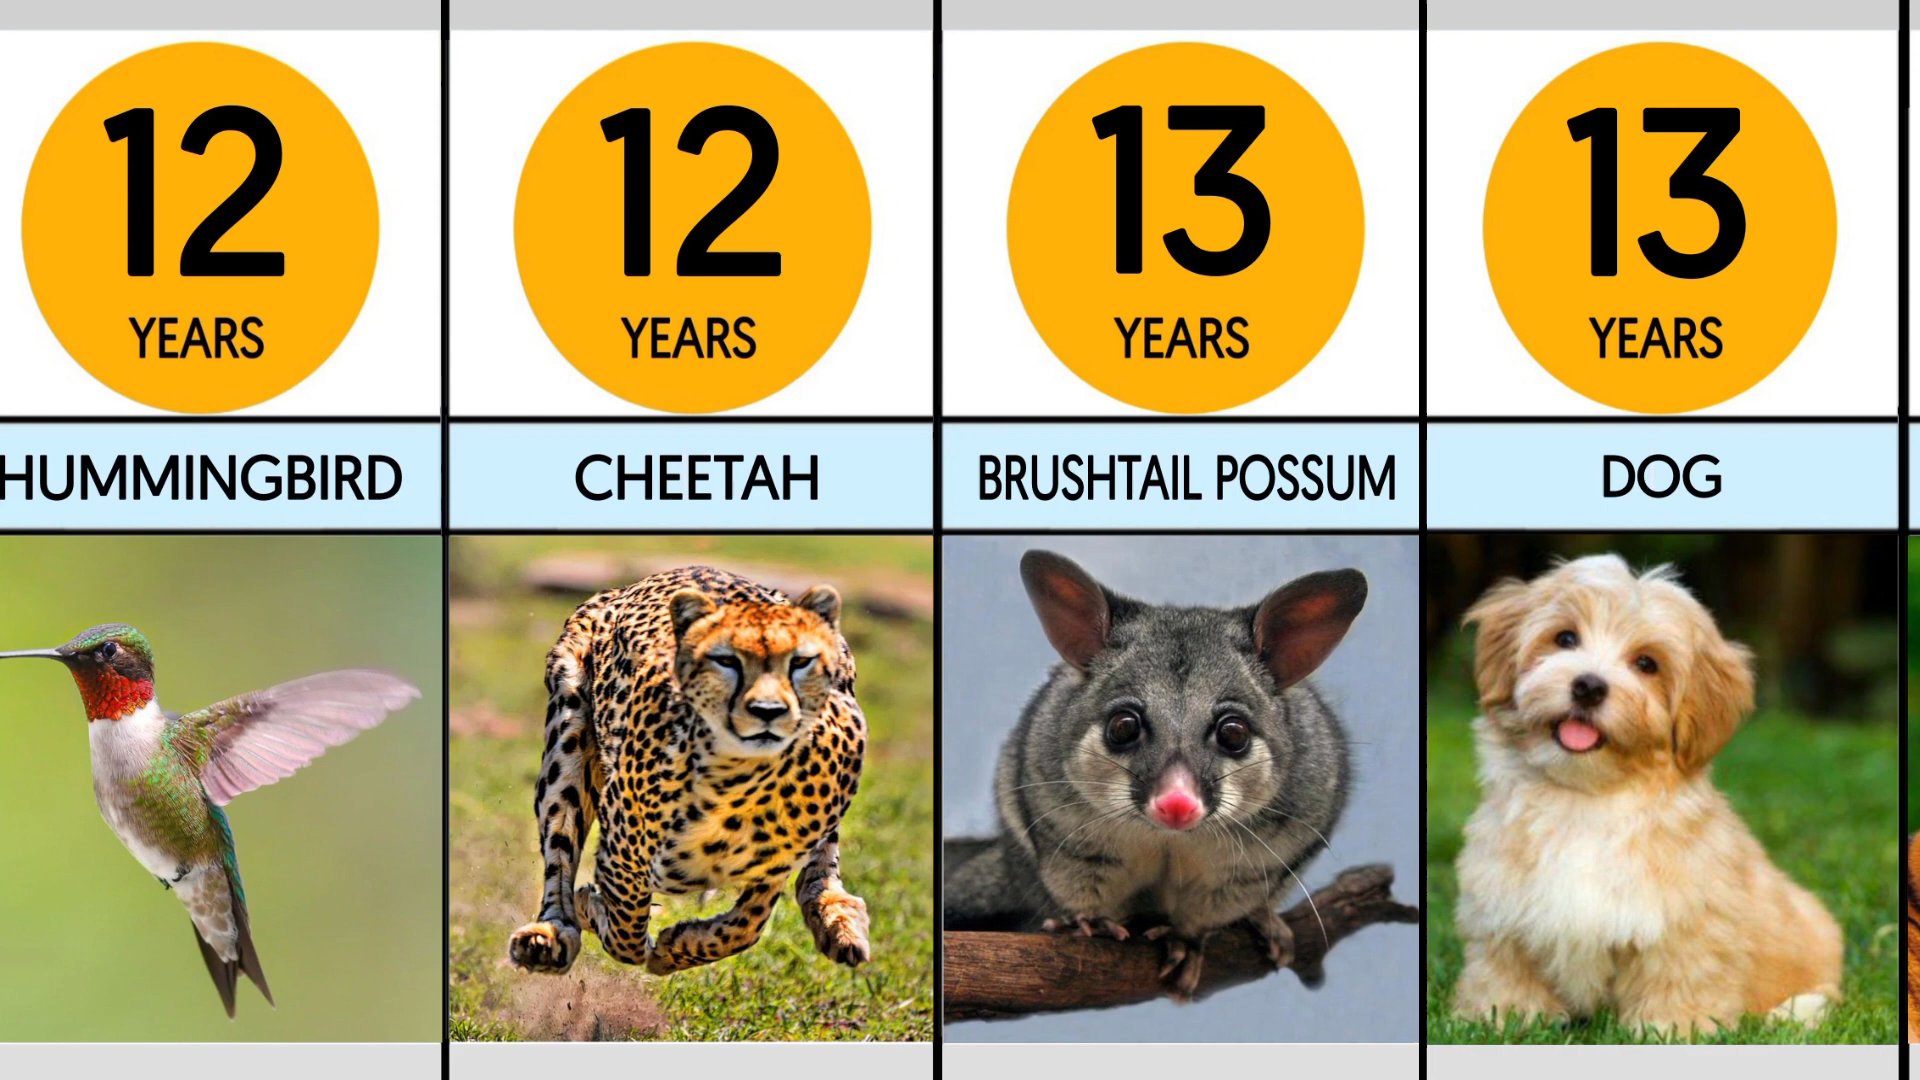 12
YEARS
HUMMINGBIRD
12
YEARS
CHEETAH
13
YEARS
BRUSHTAIL POSSUM
13
YEARS
DOG